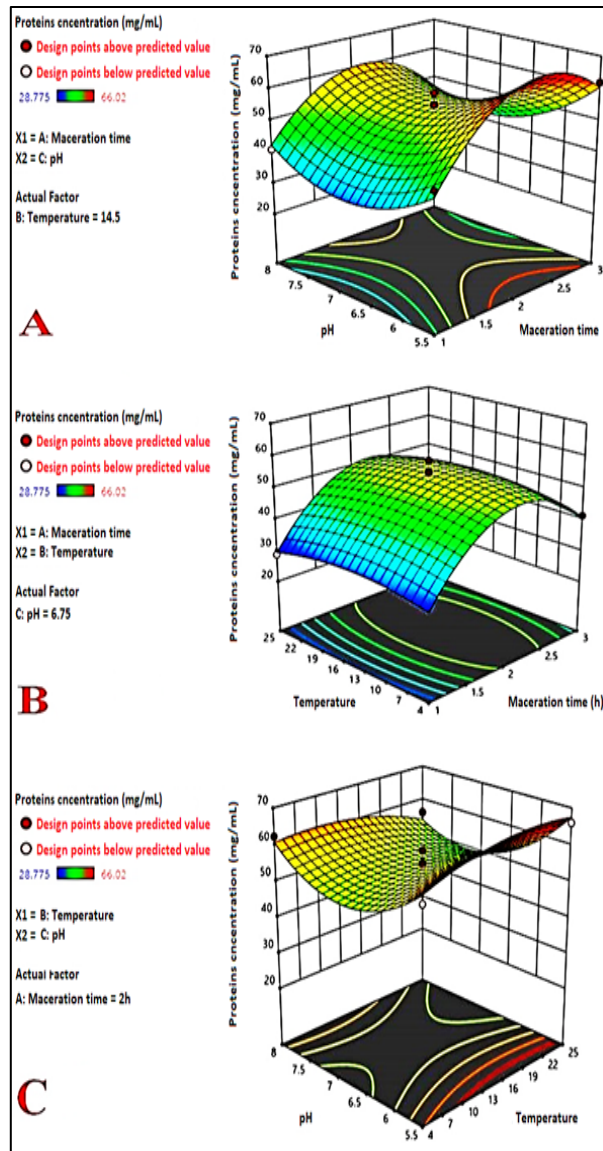 Proteins cncentration (mg/mL)
Design points above predicted value
Design points below predicted value
28.775 66.02
X1 = A: Maceration time
X2 = C: pH
Actual Factor
B: Temperature = 14.5
A
Proteins cncentration (mg/mL)
70
60
50
40
30
20
8
7.5
7
6.5
6
5.5
pH
1
1.5
2
2.5
3
Maceration time
Proteins cncentration (mg/mL)
Design points above predicted value
Design points below predicted value
28.775 66.02
X1 = A: Maceration time
X2 = B: Temperature
Actual Factor
C: pH = 6.75
B
Proteins cncentration (mg/mL)
70
60
50
40
30
20
25
22
19
16
13
10
7
4
Temperature
1
1.5
2
2.5
3
Maceration time (h)
Proteins cncentration (mg/mL)
Design points above predicted value
Design points below predicted value
28.775 66.02
X1 = B: Temperature
X2 = C: pH
Actual Factor
A: Maceration time = 2h
C
Proteins cncentration (mg/mL)
70
60
50
40
30
20
8
7.5
7
6.5
6
5.5
pH
4
7
10
13
16
19
22
25
Temperature